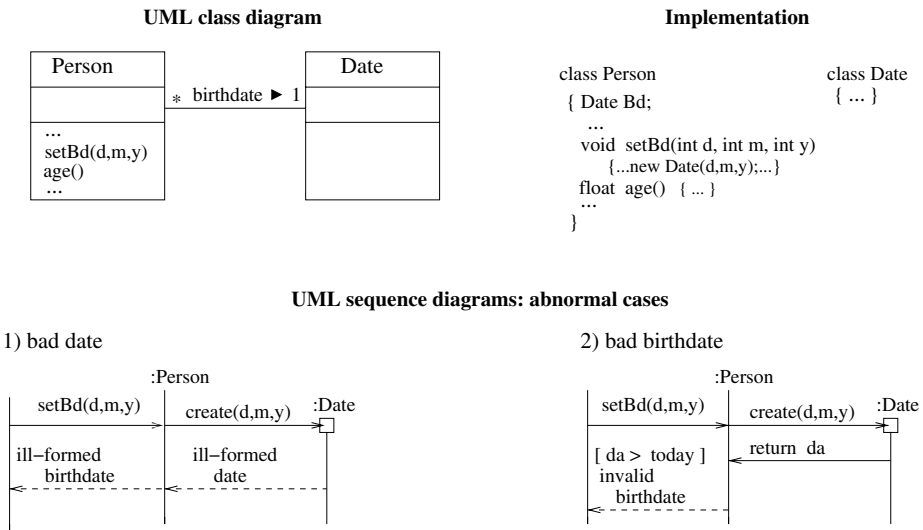 UML class diagram
Implementation
Person
Date
* birthdate ► 1
...
setBd(d,m,y)
age()
...
class Person
{ Date Bd;
...
void setBd(int d, int m, int y)
{...new Date(d,m,y);...}
float age() { ... }
...
}
class Date
{ ... }
UML sequence diagrams: abnormal cases
1) bad date
:Person
setBd(d,m,y)
create(d,m,y)
:Date
ill−formed
birthdate
ill−formed
date
2) bad birthdate
:Person
setBd(d,m,y)
create(d,m,y)
:Date
[ da > today ]
invalid
birthdate
return da